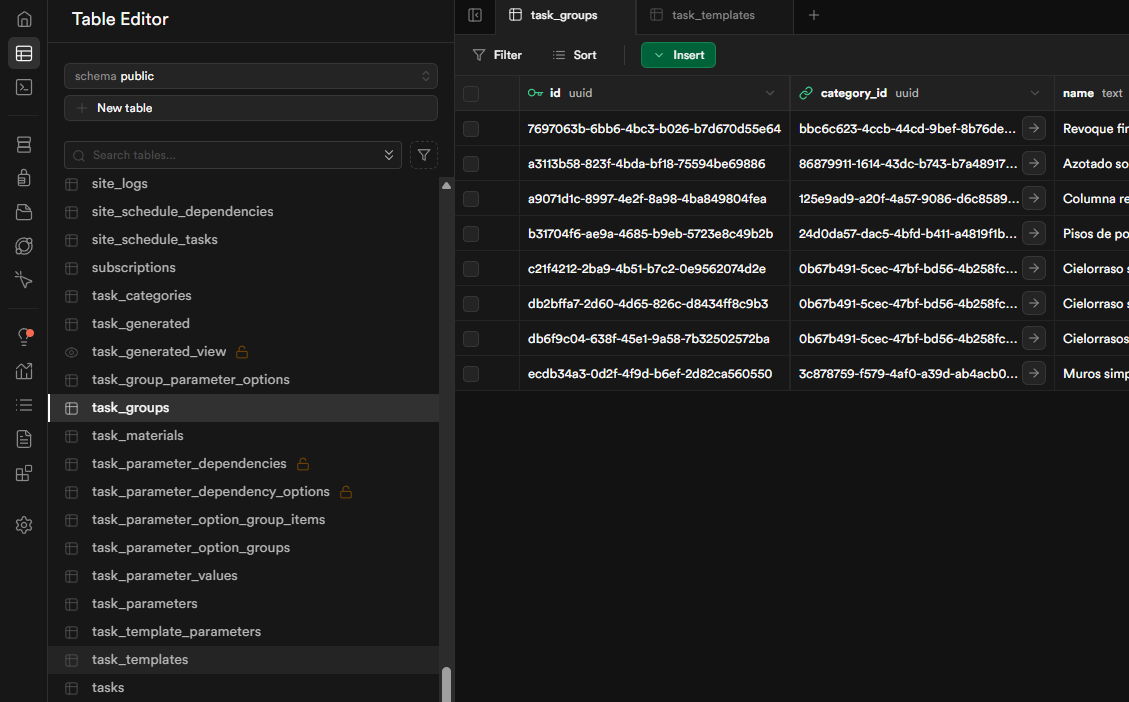 Table Editor
schema public
New table
Search tables...
site_logs
site_schedule_dependencies
site_schedule_tasks
subscriptions
task_categories
task_generated
task_generated_view
task_group_parameter_options
task_groups
task_materials
task_parameter_dependencies
task_parameter_dependency_options
task_parameter_option_group_items
task_parameter_option_groups
task_parameter_values
task_parameters
task_template_parameters
task_templates
tasks
task_groups task_templates
Filter Sort Insert
id uuid category_id uuid name text
7697063b-6bb6-4bc3-b026-b7d670d55e64 bbc6c623-4ccb-44cd-9bef-8b76de... Revoque fir
a3113b58-823f-4bda-bf18-75594be69886 86879911-1614-43dc-b743-b7a48917... Azotado so
a9071d1c-8997-4e2f-8a98-4ba849804fea 125e9ad9-a20f-4a57-9086-d6c8589... Columna re
b31704f6-ae9a-4685-b9eb-5723e8c49b2b 24d0da57-dac5-4bfd-b411-a4819f1b... Pisos de po
c21f4212-2ba9-4b51-b7c2-0e9562074d2e 0b67b491-5cec-47bf-bd56-4b258fc... Cielorraso s
db2bffa7-2d60-4d65-826c-d8434ff8c9b3 0b67b491-5cec-47bf-bd56-4b258fc... Cielorraso s
db6f9c04-638f-45e1-9a58-7b32502572ba 0b67b491-5cec-47bf-bd56-4b258fc... Cielorrasos
ecdb34a3-0d2f-4f9d-b6ef-2d82ca560550 3c878759-f579-4af0-a39d-ab4acb0... Muros simp